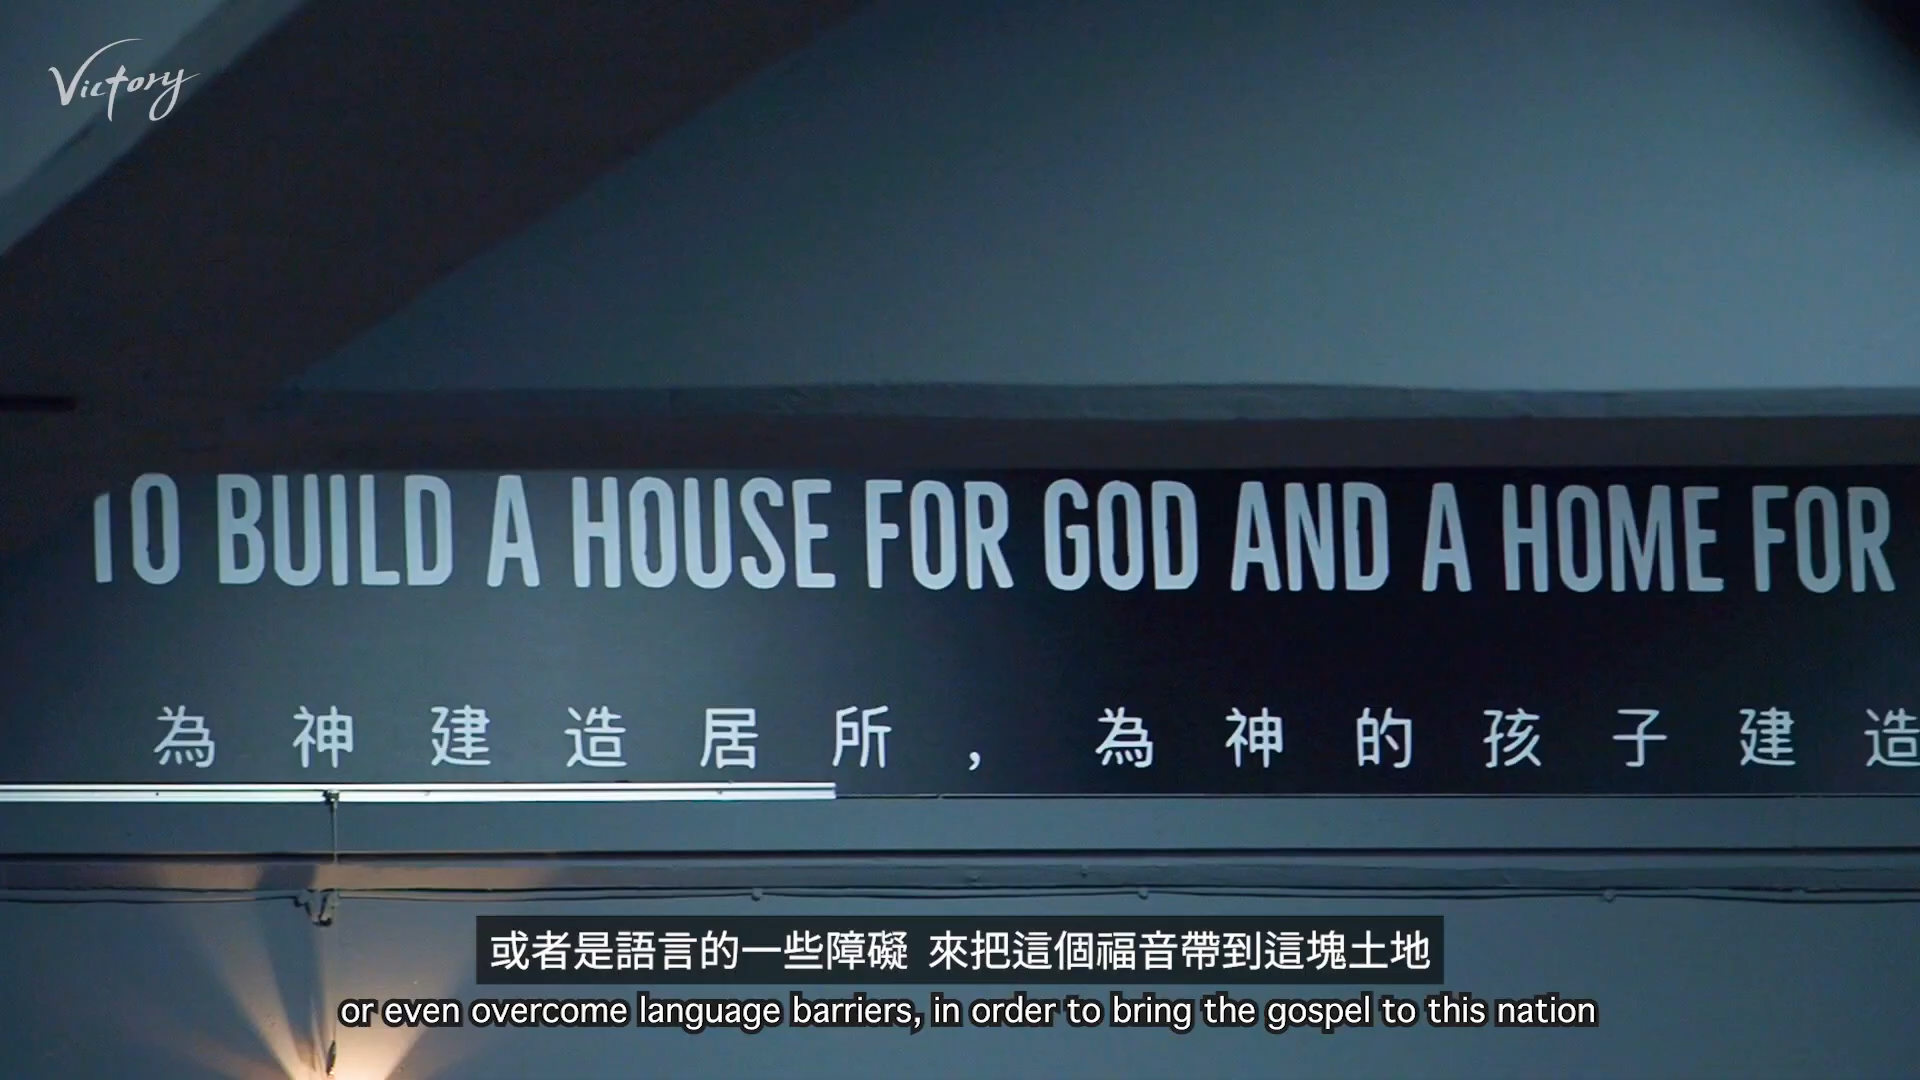 Victory
TO BUILD A HOUSE FOR GOD AND A HOME FOR
為神建造居所，為神的孩子建造
或者是語言的一些障礙 來把這個福音帶到這塊土地
or even overcome language barriers, in order to bring the gospel to this nation